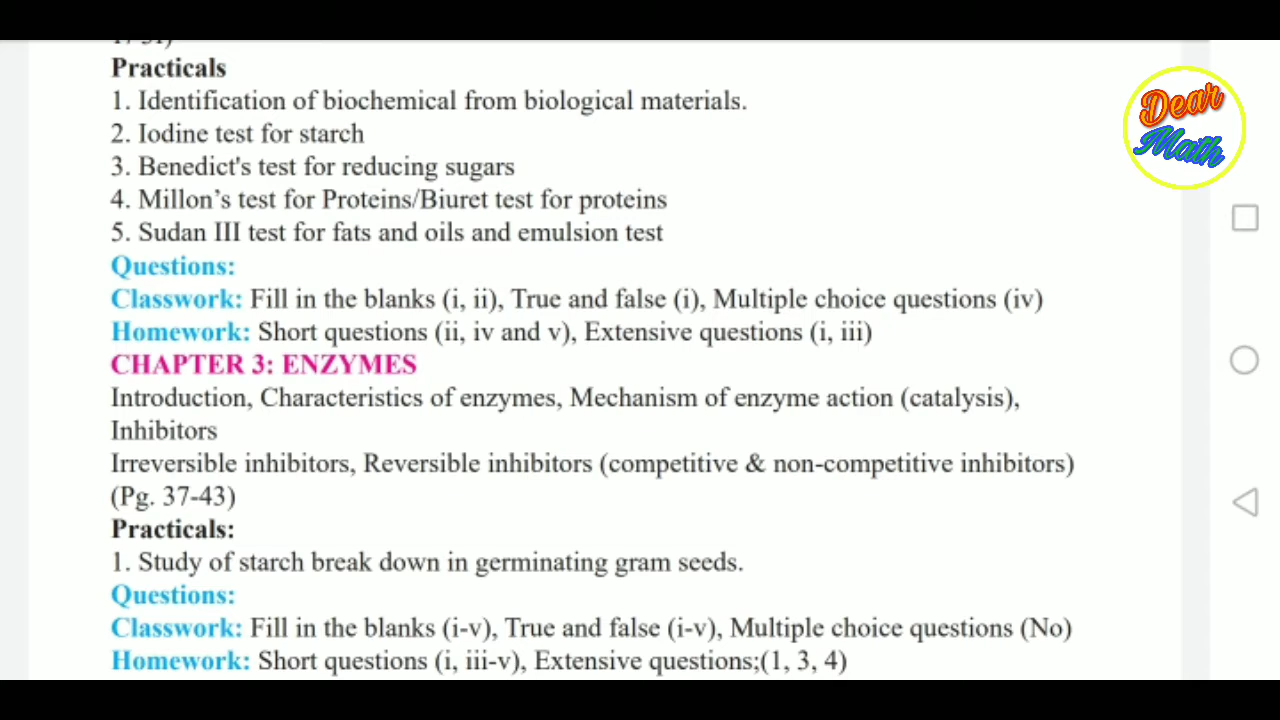 Practicals
1. Identification of biochemical from biological materials.
2. Iodine test for starch
3. Benedict's test for reducing sugars
4. Millon’s test for Proteins/Biuret test for proteins
5. Sudan III test for fats and oils and emulsion test
Questions:
Classwork: Fill in the blanks (i, ii), True and false (i), Multiple choice questions (iv)
Homework: Short questions (ii, iv and v), Extensive questions (i, iii)
CHAPTER 3: ENZYMES
Introduction, Characteristics of enzymes, Mechanism of enzyme action (catalysis),
Inhibitors
Irreversible inhibitors, Reversible inhibitors (competitive & non-competitive inhibitors)
(Pg. 37-43)
Practicals:
1. Study of starch break down in germinating gram seeds.
Questions:
Classwork: Fill in the blanks (i-v), True and false (i-v), Multiple choice questions (No)
Homework: Short questions (i, iii-v), Extensive questions;(1, 3, 4)
Dear
Math